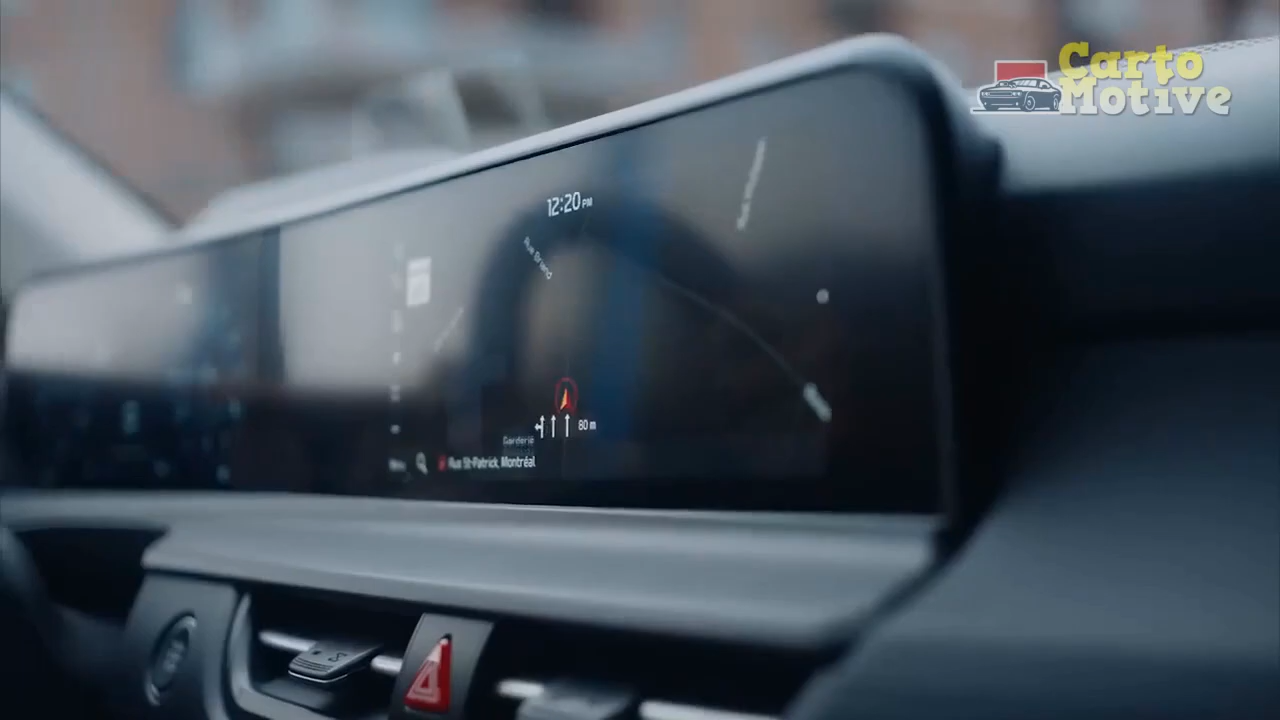 Carto
Motive
12:20 PM
Rue Grand
80 m
Garderie
Rue St-Patrick, Montréal